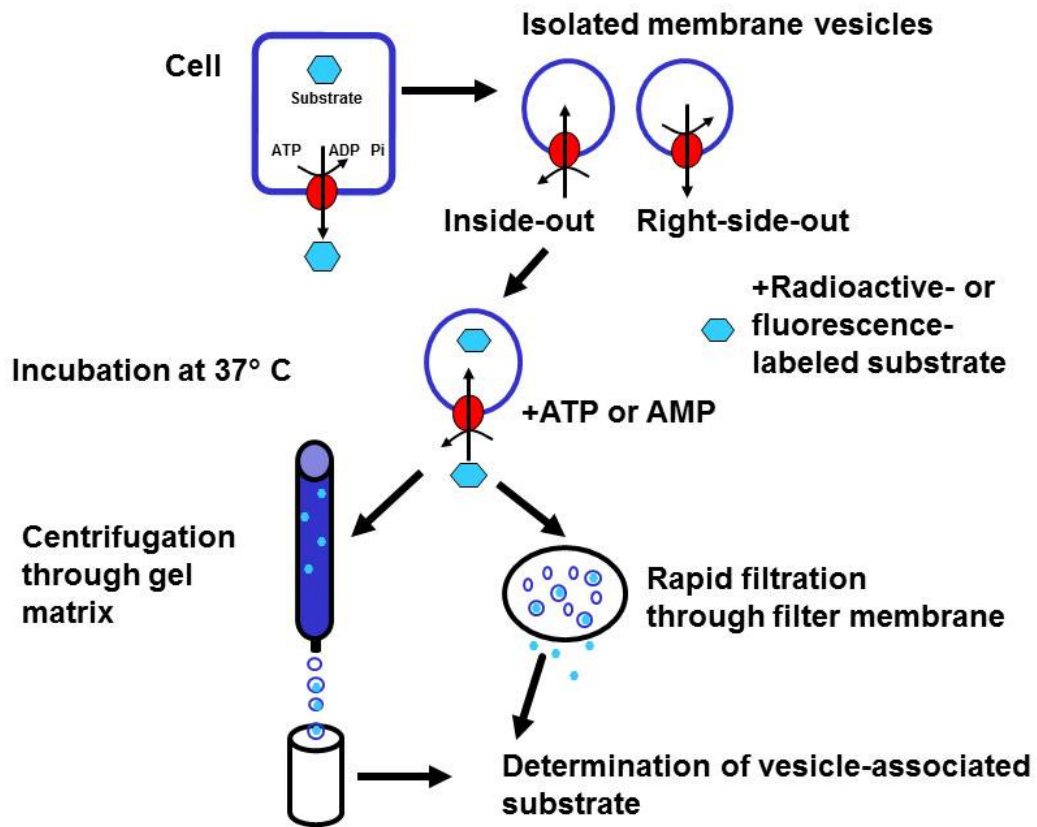 Isolated membrane vesicles
Cell
Substrate
ATP ADP Pi
Inside-out
Right-side-out
+Radioactive- or
fluorescence-
labeled substrate
Incubation at 37° C
+ATP or AMP
Centrifugation
through gel
matrix
Rapid filtration
through filter membrane
Determination of vesicle-associated
substrate